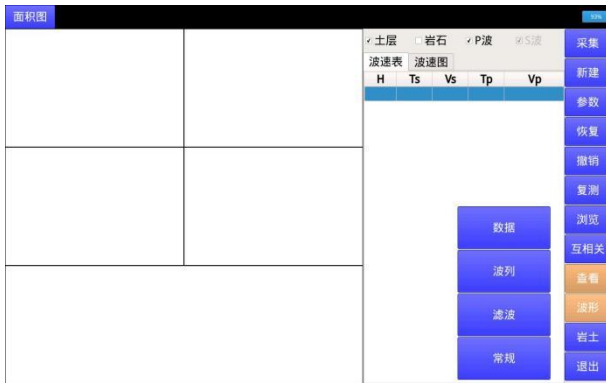 面积图
53%
土层 岩石 P波 S波
波速表 波速图
H Ts Vs Tp Vp
采集
新建
参数
恢复
撤销
复测
浏览
互相关
查看
波形
岩土
退出
数据
波列
滤波
常规